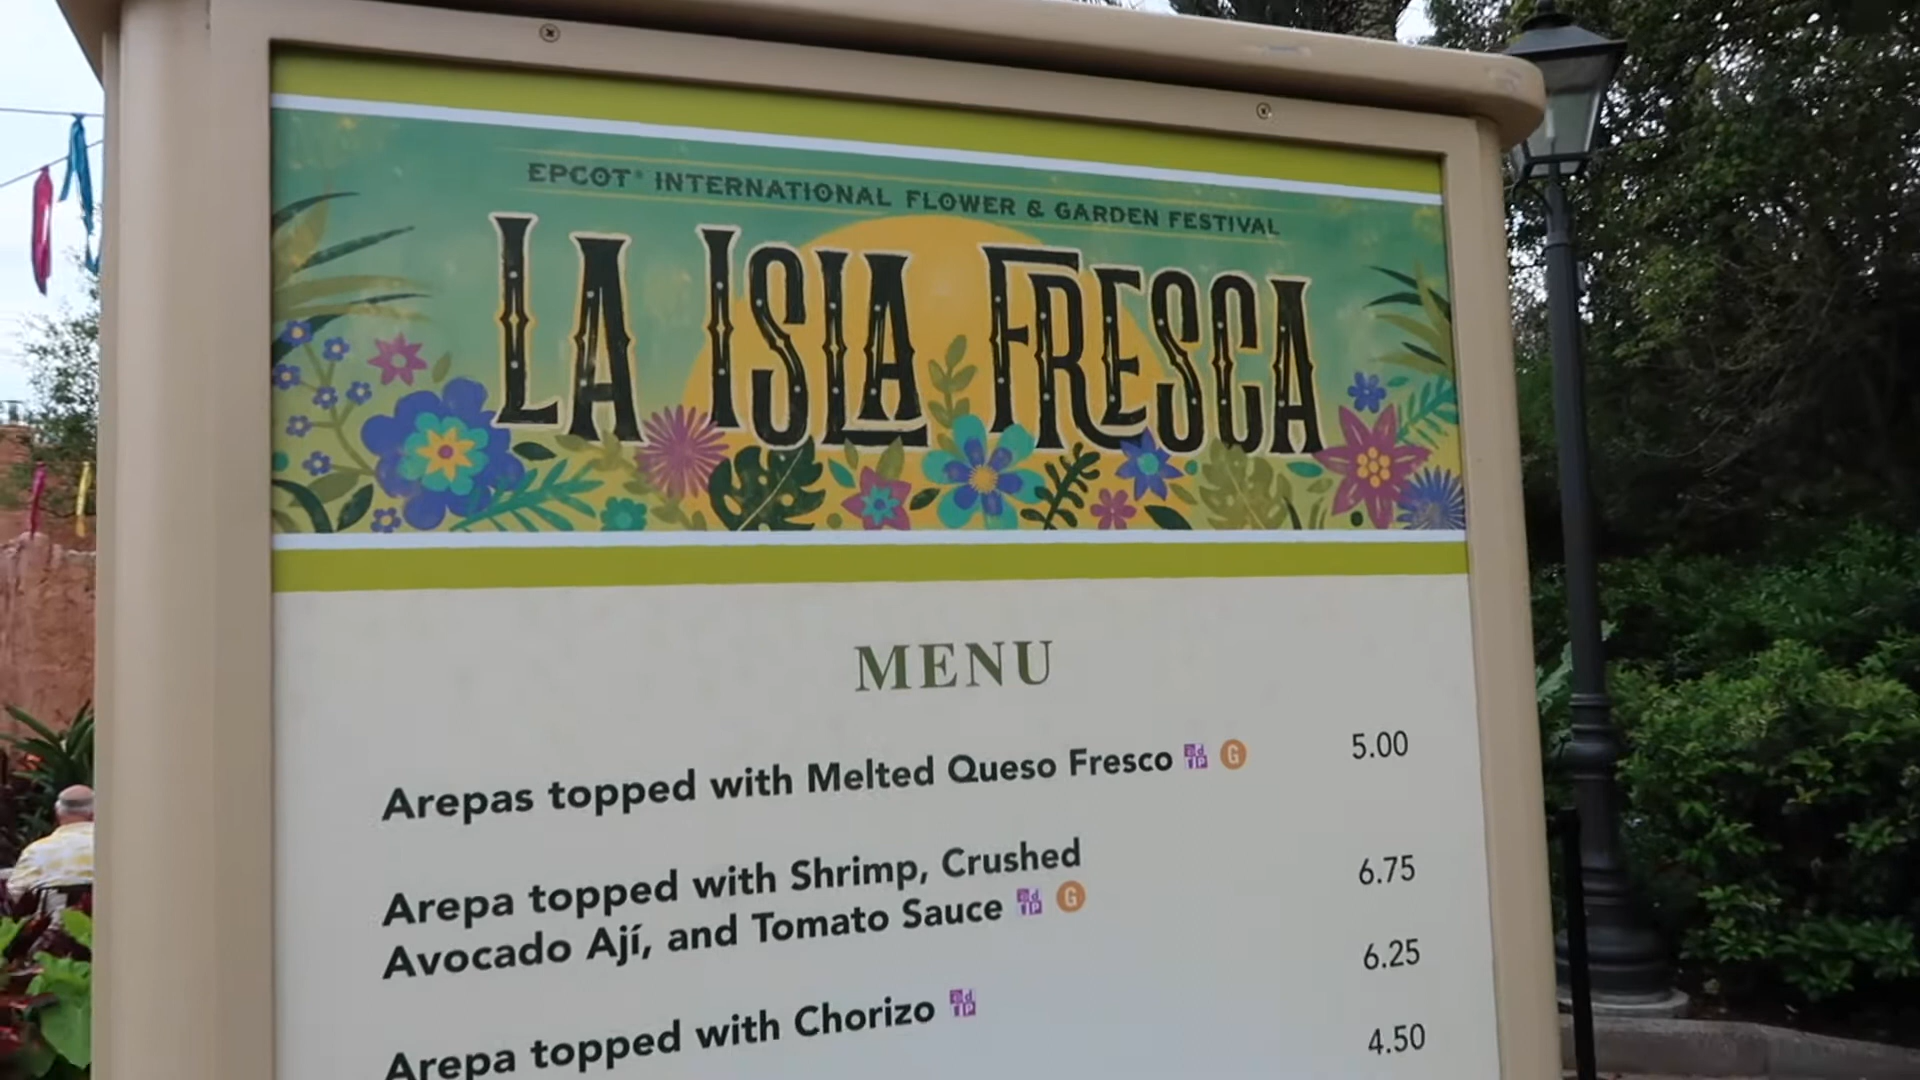 EPCOT® INTERNATIONAL FLOWER & GARDEN FESTIVAL
LA ISLA FRESCA
MENU
Arepas topped with Melted Queso Fresco G 5.00
Arepa topped with Shrimp, Crushed
Avocado Ají, and Tomato Sauce G 6.75
Arepa topped with Chorizo 6.25
4.50